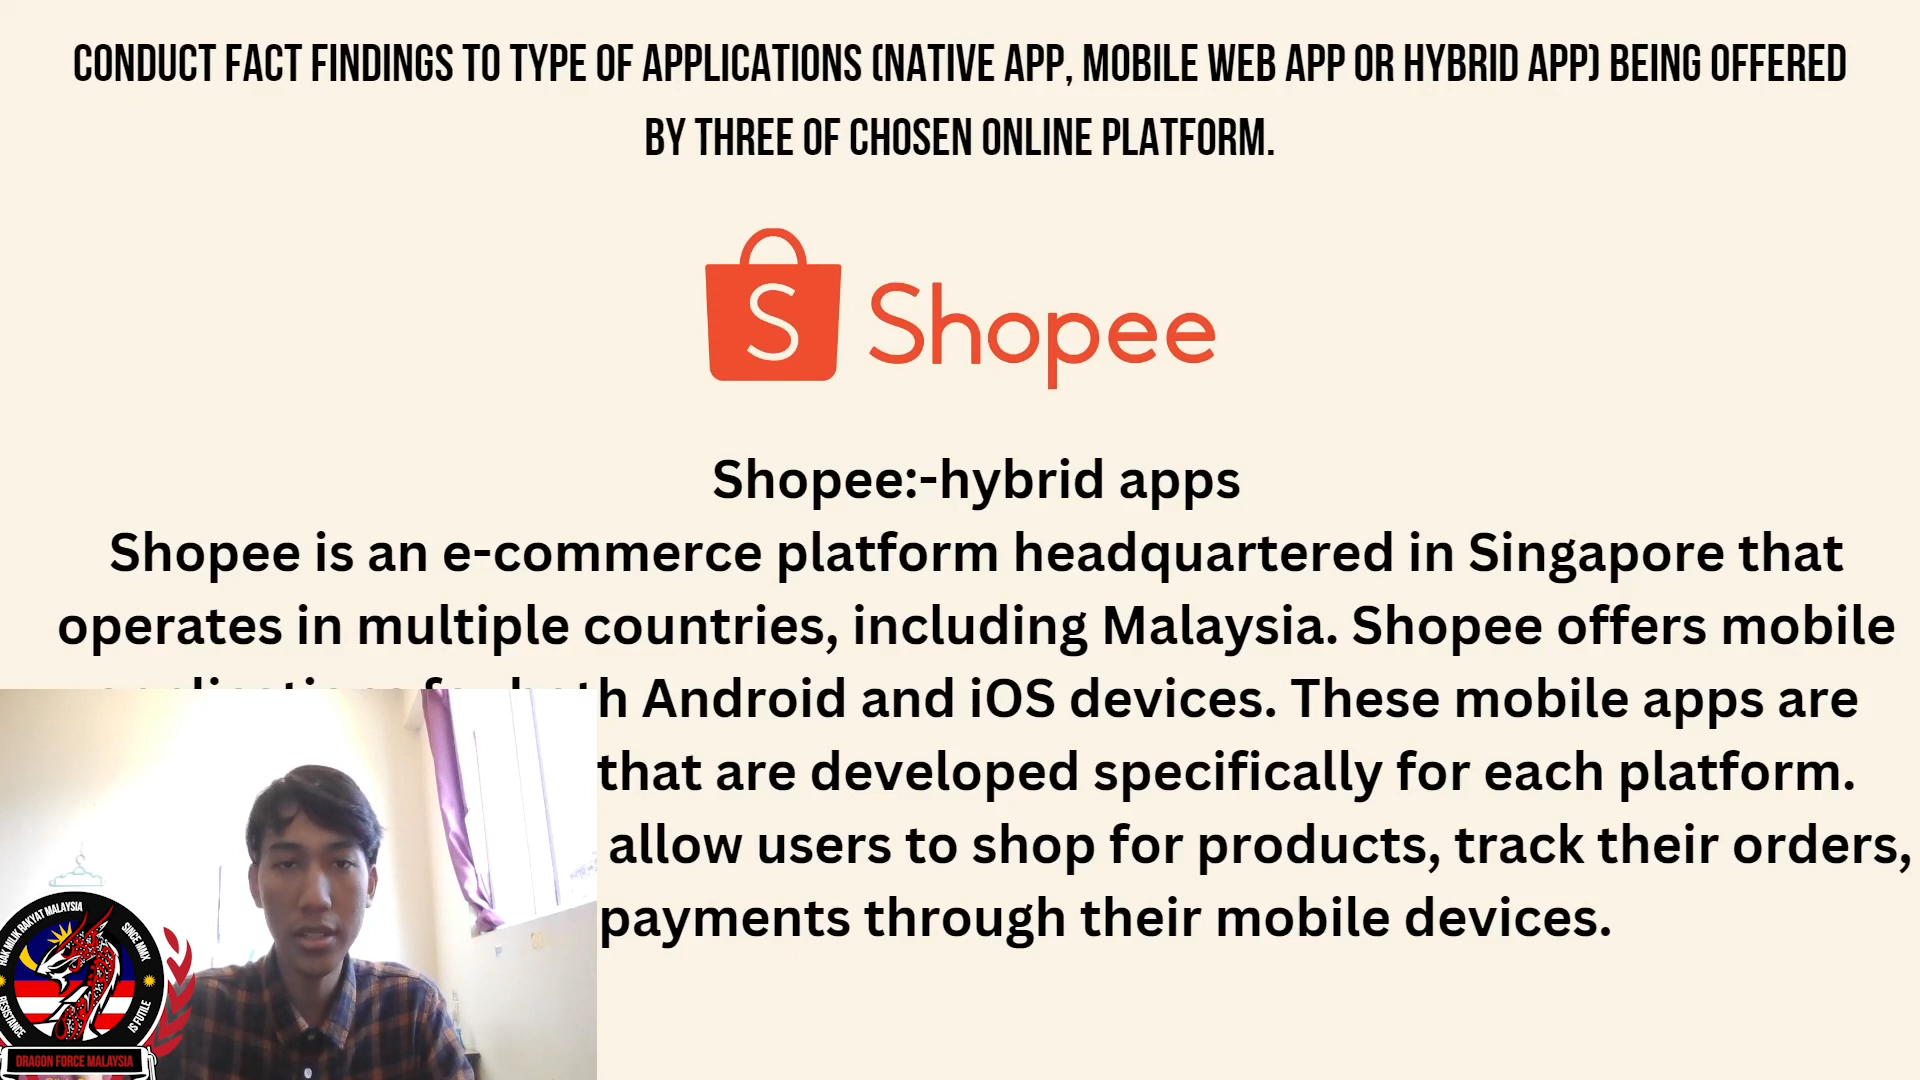 CONDUCT FACT FINDINGS TO TYPE OF APPLICATIONS (NATIVE APP, MOBILE WEB APP OR HYBRID APP) BEING OFFERED
BY THREE OF CHOSEN ONLINE PLATFORM.
S Shopee
Shopee:-hybrid apps
Shopee is an e-commerce platform headquartered in Singapore that
operates in multiple countries, including Malaysia. Shopee offers mobile
applications for both Android and iOS devices. These mobile apps are
that are developed specifically for each platform.
allow users to shop for products, track their orders,
payments through their mobile devices.
HAK MILIK RAKYAT MALAYSIA
SINCE MMX
RESISTANCE
IS FUTILE
DRAGON FORCE MALAYSIA